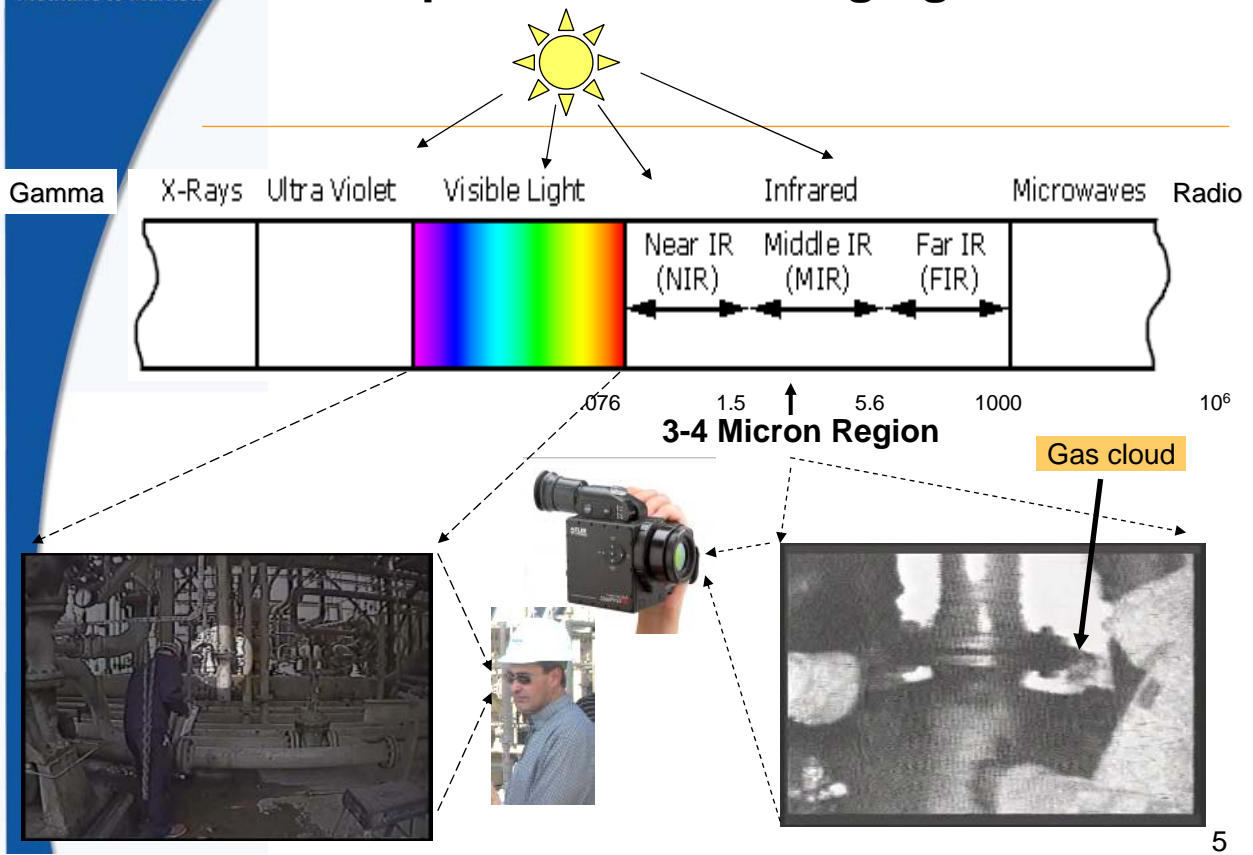 Gamma
X-Rays
Ultra Violet
Visible Light
Infrared
Microwaves
Radio
Near IR
(NIR)
Middle IR
(MIR)
Far IR
(FIR)
.076
1.5
5.6
1000
10⁶
3-4 Micron Region
Gas cloud
5